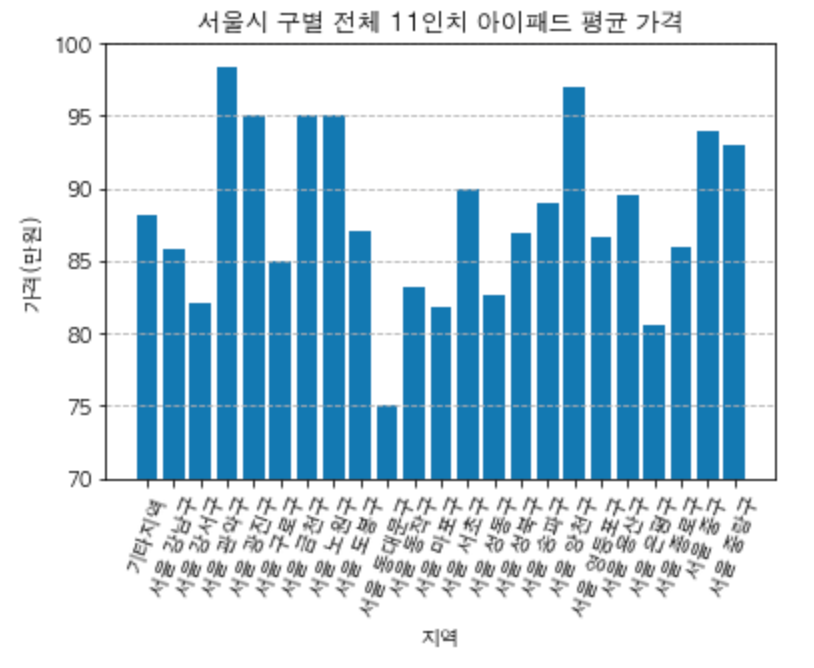 서울시 구별 전체 11인치 아이패드 평균 가격
100
95
90
85
80
75
70
가격(만원)
기타지역
서울 강남구
서울 강서구
서울 관악구
서울 광진구
서울 구로구
서울 금천구
서울 노원구
서울 도봉구
서울 동대문구
서울 동작구
서울 마포구
서울 서초구
서울 성동구
서울 성북구
서울 송파구
서울 양천구
서울 영등포구
서울 용산구
서울 은평구
서울 종로구
서울 중구
서울 중랑구
지역